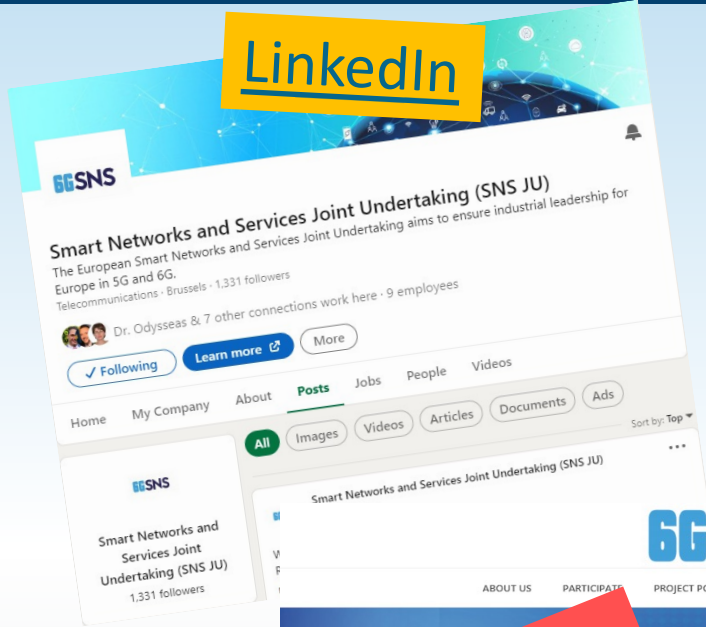 LinkedIn
6GSNS
Smart Networks and Services Joint Undertaking (SNS JU)
The European Smart Networks and Services Joint Undertaking aims to ensure industrial leadership for
Europe in 5G and 6G.
Telecommunications · Brussels · 1,331 followers
Dr. Odysseas & 7 other connections work here · 9 employees
✓ Following
Learn more
More
Home My Company About Posts Jobs People Videos
All Images Videos Articles Documents Ads
Sort by: Top
6GSNS
Smart Networks and
Services Joint
Undertaking (SNS JU)
1,331 followers
Smart Networks and Services Joint Undertaking (SNS JU)
6G
ABOUT US PARTICIPATE PROJECT